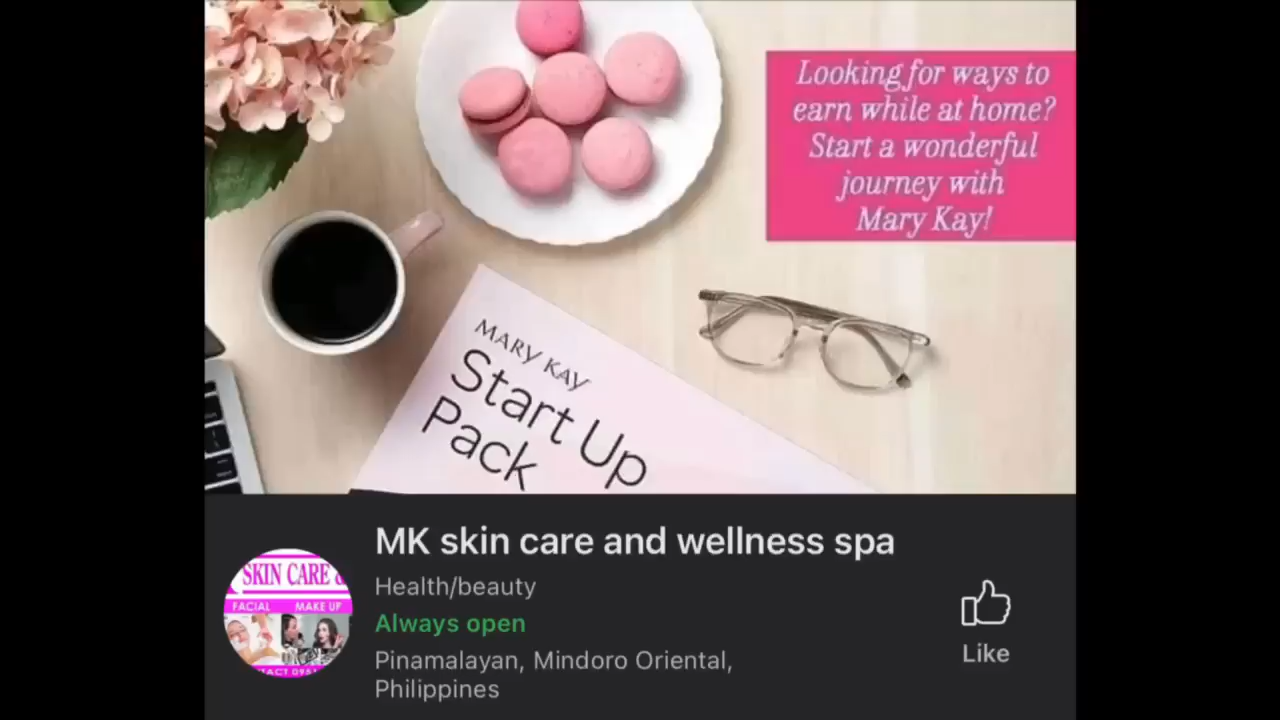 Looking for ways to
earn while at home?
Start a wonderful
journey with
Mary Kay!
MARY KAY
Start Up
Pack
MK skin care and wellness spa
Health/beauty
Always open
Pinamalayan, Mindoro Oriental,
Philippines
Like
SKIN CARE &
FACIAL MAKE UP